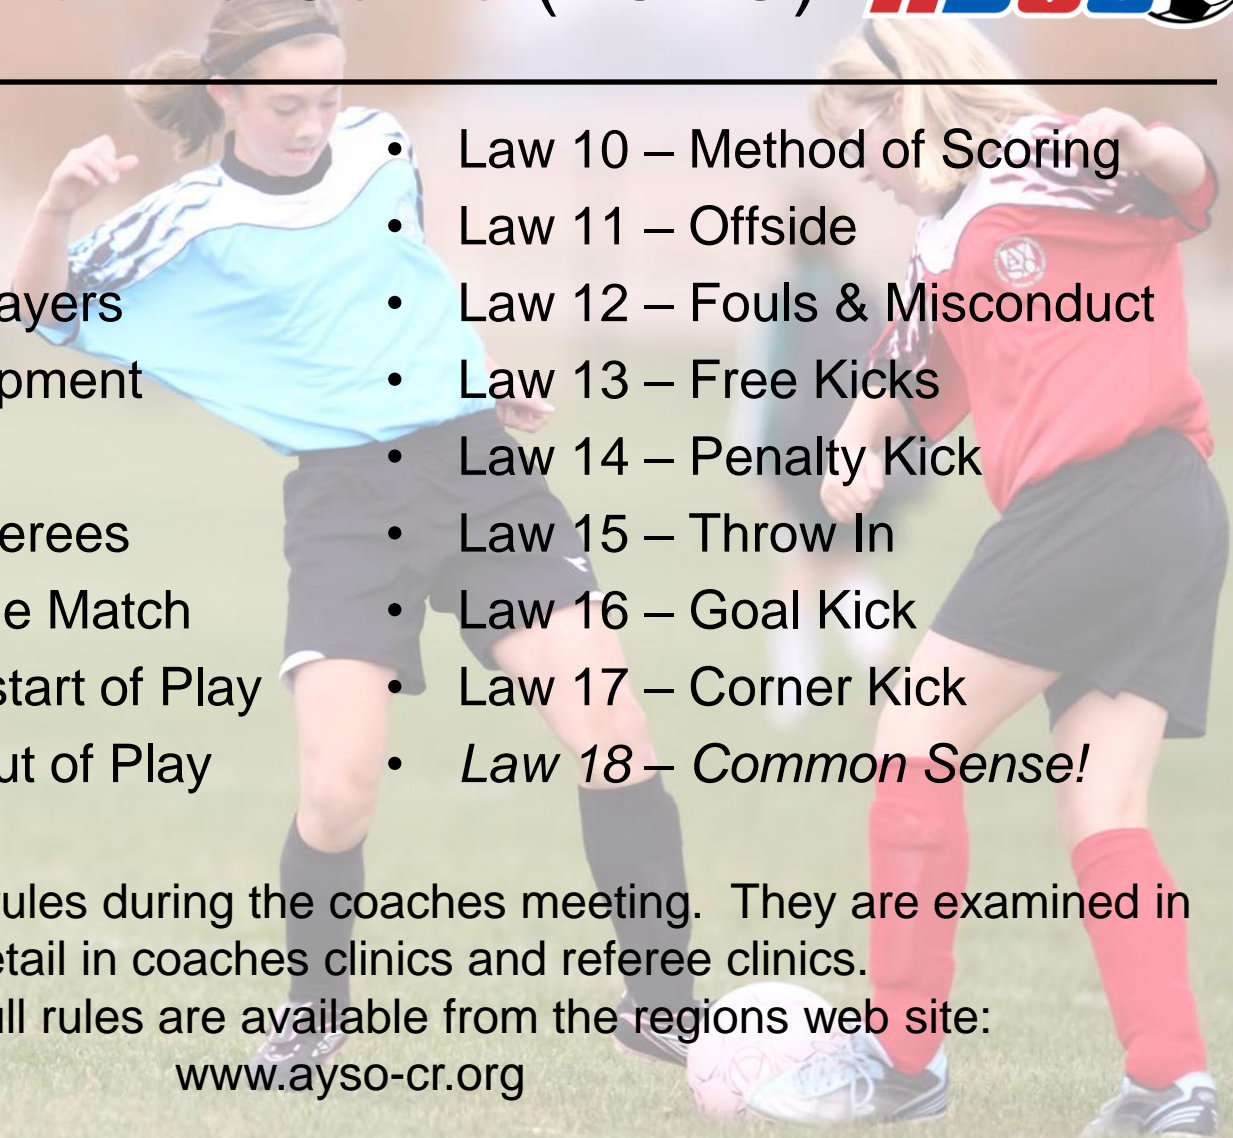 Law 10 – Method of Scoring
Law 11 – Offside
ayers
• Law 12 – Fouls & Misconduct
pment
• Law 13 – Free Kicks
• Law 14 – Penalty Kick
erees
• Law 15 – Throw In
e Match
• Law 16 – Goal Kick
start of Play
• Law 17 – Corner Kick
ut of Play
• Law 18 – Common Sense!
ules during the coaches meeting. They are examined in
etail in coaches clinics and referee clinics.
ull rules are available from the regions web site:
www.ayso-cr.org